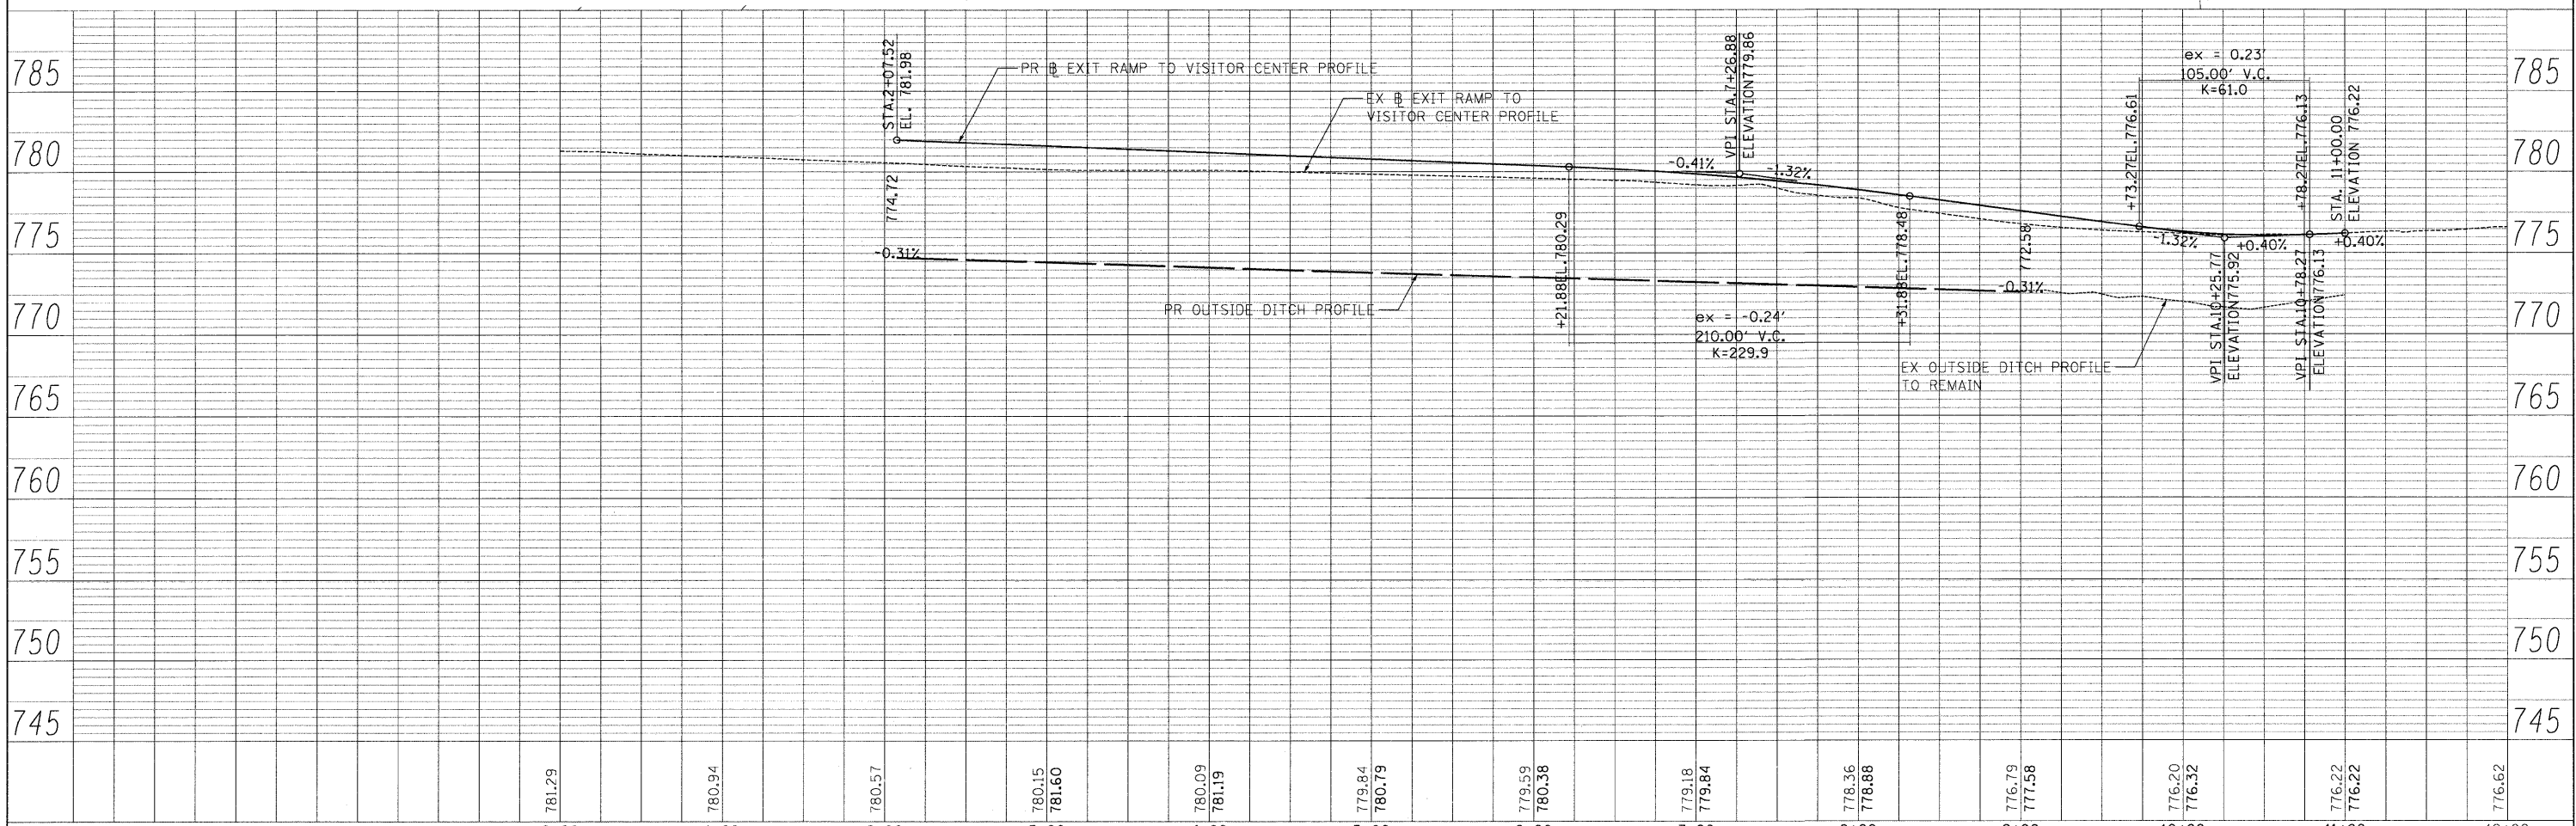 785
780
775
770
765
760
755
750
745
STA.2+07.52
EL. 781.98
PR BL EXIT RAMP TO VISITOR CENTER PROFILE
EX BL EXIT RAMP TO
VISITOR CENTER PROFILE
VPI STA.7+26.88
ELEVATION779.86
ex = 0.23'
105.00' V.C.
K=61.0
+73.27EL.776.61
+78.27EL.776.13
STA. 11+00.00
ELEVATION 776.22
-0.41%
-1.32%
774.72
-0.31%
PR OUTSIDE DITCH PROFILE
+21.88EL.780.29
+31.88EL.778.48
ex = -0.24'
210.00' V.C.
K=229.9
772.58
-0.31%
-1.32%
+0.40%
+0.40%
VPI STA.10+25.77
ELEVATION775.92
VPI STA.10+78.27
ELEVATION776.13
EX OUTSIDE DITCH PROFILE
TO REMAIN
785
780
775
770
765
760
755
750
745
781.29
780.94
780.57
780.15
781.60
780.09
781.19
779.84
780.79
779.59
780.38
779.18
779.84
778.36
778.88
776.79
777.58
776.20
776.32
776.22
776.22
776.62